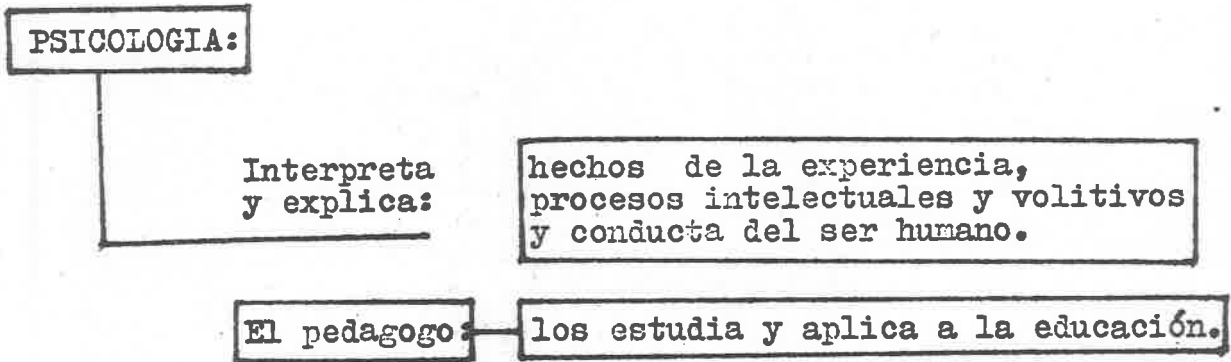 PSICOLOGIA:
Interpreta
y explica:
hechos de la experiencia,
procesos intelectuales y volitivos
y conducta del ser humano.
El pedagogo: los estudia y aplica a la educación.